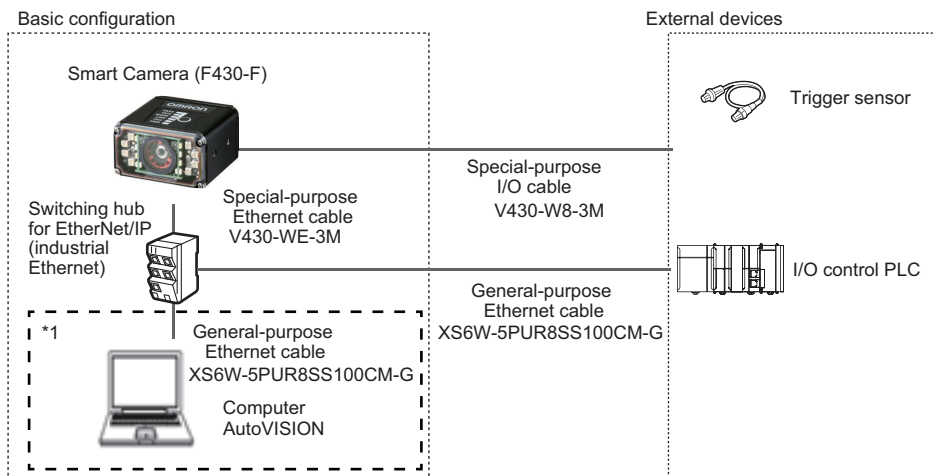 Basic configuration
External devices
Smart Camera (F430-F)
omron
Trigger sensor
Special-purpose
I/O cable
V430-W8-3M
Special-purpose
Ethernet cable
V430-WE-3M
Switching hub
for EtherNet/IP
(industrial
Ethernet)
I/O control PLC
General-purpose
Ethernet cable
XS6W-5PUR8SS100CM-G
*1
General-purpose
Ethernet cable
XS6W-5PUR8SS100CM-G
Computer
AutoVISION